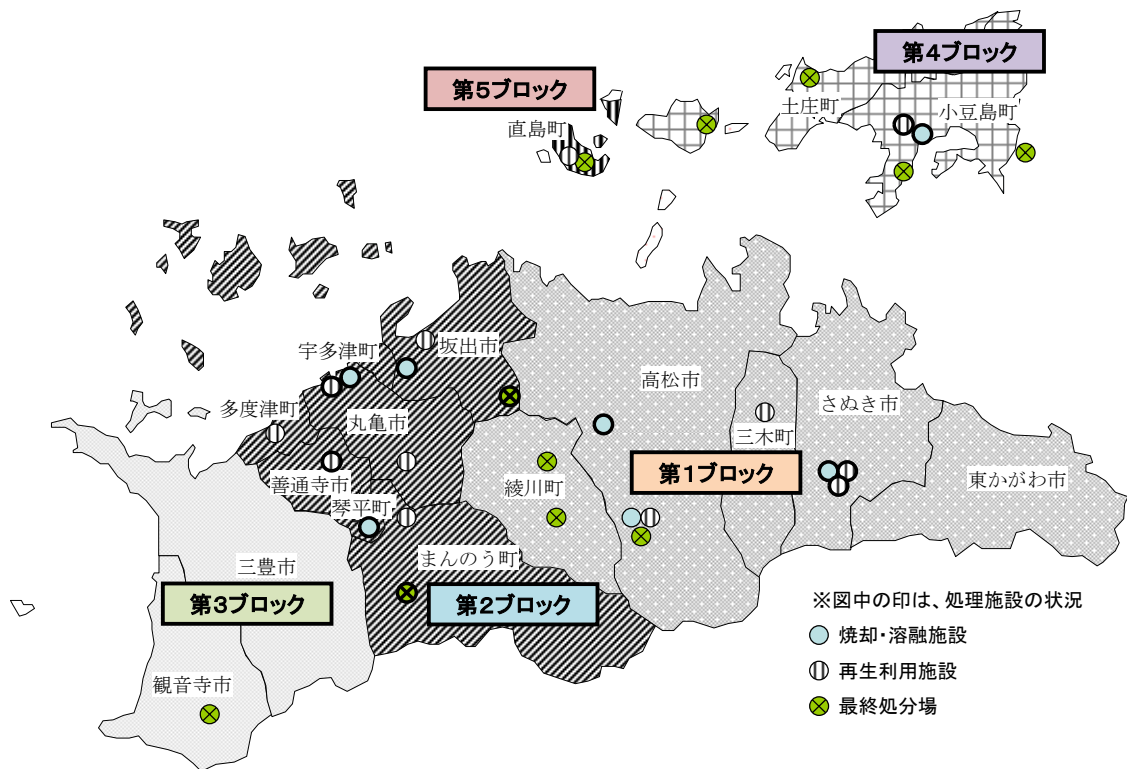 第4ブロック
第5ブロック
土庄町
小豆島町
直島町
宇多津町
坂出市
高松市
多度津町
丸亀市
さぬき市
三木町
第1ブロック
善通寺市
綾川町
東かがわ市
琴平町
まんのう町
三豊市
第3ブロック
第2ブロック
※図中の印は、処理施設の状況
焼却・溶融施設
再生利用施設
最終処分場
観音寺市